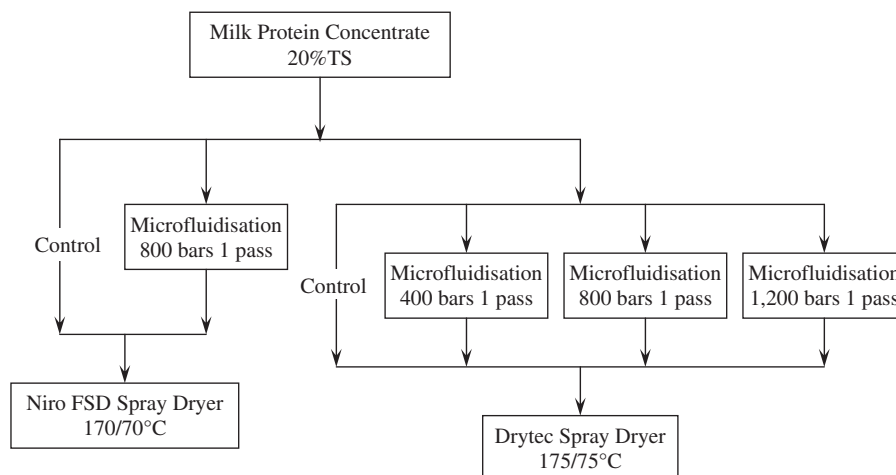 Milk Protein Concentrate
20%TS
Microfluidisation
800 bars 1 pass
Control
Microfluidisation
400 bars 1 pass
Microfluidisation
800 bars 1 pass
Microfluidisation
1,200 bars 1 pass
Control
Niro FSD Spray Dryer
170/70°C
Drytec Spray Dryer
175/75°C